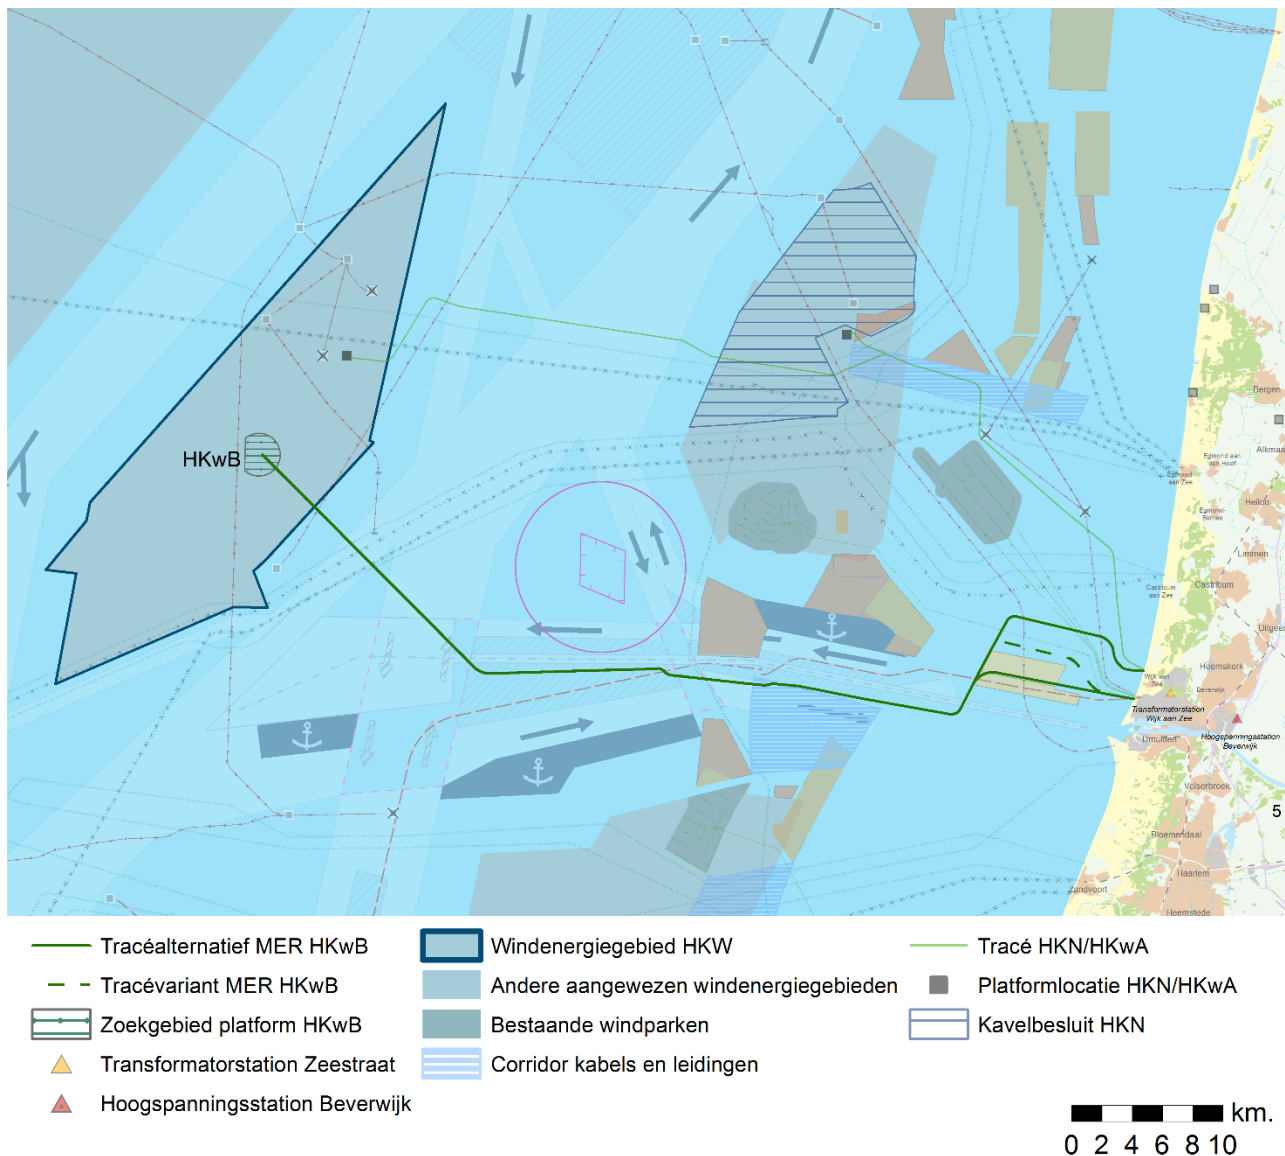 HKwB
Bergen
Alkmaa
Egmond aan den Hoef
Egmond aan Zee
Heiloo
Egmond-Binnen
Limmen
Castricum aan Zee
Castricum
Uitgees
Heemskerk
Wijk aan Zee
Beverwijk
Transformatorstation
Wijk aan Zee
Hoogspanningsstation
Beverwijk
IJmuiden
Velserbroek
5
Bloemendaal
Haarlem
Zandvoort
Heemstede
Tracéalternatief MER HKwB
Tracévariant MER HKwB
Zoekgebied platform HKwB
Transformatorstation Zeestraat
Hoogspanningsstation Beverwijk
Windenergiegebied HKW
Andere aangewezen windenergiegebieden
Bestaande windparken
Corridor kabels en leidingen
Tracé HKN/HKwA
Platformlocatie HKN/HKwA
Kavelbesluit HKN
km.
0 2 4 6 8 10